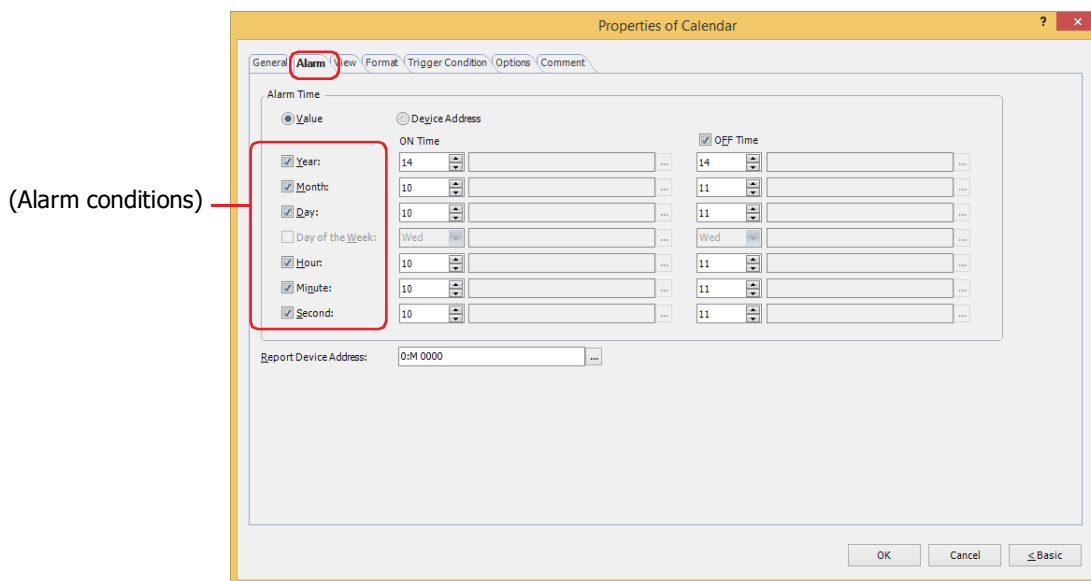 Properties of Calendar ? ×
General Alarm View Format Trigger Condition Options Comment
Alarm Time
Value Device Address
ON Time OFF Time
Year: 14 ... 14 ...
Month: 10 ... 11 ...
(Alarm conditions)
Day: 10 ... 11 ...
Day of the Week: Wed ... Wed ...
Hour: 10 ... 11 ...
Minute: 10 ... 11 ...
Second: 10 ... 11 ...
Report Device Address: 0:M 0000 ...
OK Cancel < Basic